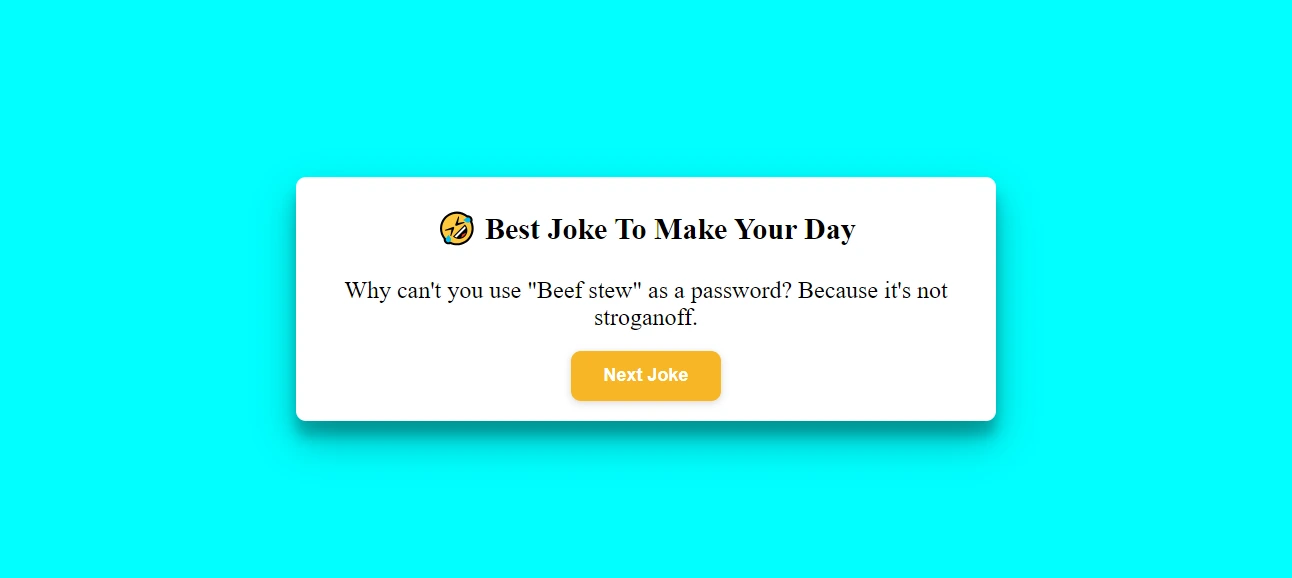 🤣 Best Joke To Make Your Day
Why can't you use "Beef stew" as a password? Because it's not
stroganoff.
Next Joke